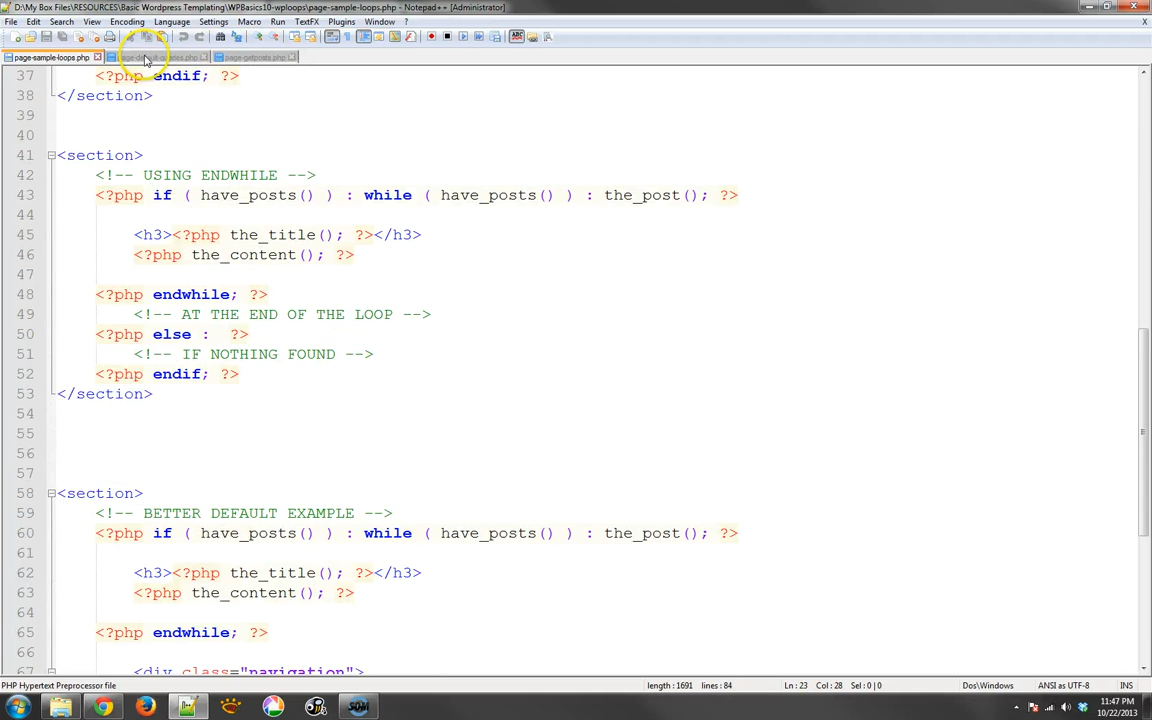 D:\My Box Files\RESOURCES\Basic Wordpress Templating\WPBasics10-wploops\page-sample-loops.php - Notepad++ [Administrator]
File Edit Search View Encoding Language Settings Macro Run TextFX Plugins Window ?
page-sample-loops.php page-default-queries.php page-getposts.php
37 <?php endif; ?>
38 </section>
39
40
41 <section>
42 <!-- USING ENDWHILE -->
43 <?php if ( have_posts() ) : while ( have_posts() ) : the_post(); ?>
44
45 <h3><?php the_title(); ?></h3>
46 <?php the_content(); ?>
47
48 <?php endwhile; ?>
49 <!-- AT THE END OF THE LOOP -->
50 <?php else :  ?>
51 <!-- IF NOTHING FOUND -->
52 <?php endif; ?>
53 </section>
54
55
56
57
58 <section>
59 <!-- BETTER DEFAULT EXAMPLE -->
60 <?php if ( have_posts() ) : while ( have_posts() ) : the_post(); ?>
61
62 <h3><?php the_title(); ?></h3>
63 <?php the_content(); ?>
64
65 <?php endwhile; ?>
66
67 <div class="navigation">
PHP Hypertext Preprocessor file length : 1691 lines : 84 Ln : 23 Col : 28 Sel : 0 | 0 Dos\Windows ANSI as UTF-8 INS
11:47 PM
10/22/2013